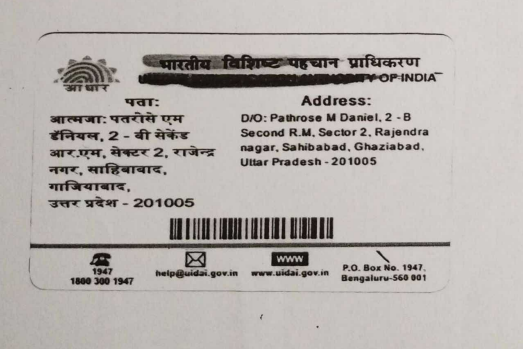 भारतीय विशिष्ट पहचान प्राधिकरण
OF INDIA
आधार
पता:
आत्मजा: पतरोसे एम
डॅनियल, 2 - बी सेकेंड
आर.एम, सेक्टर 2, राजेन्द्र
नगर, साहिबाबाद,
गाजियाबाद,
उत्तर प्रदेश - 201005
Address:
D/O: Pathrose M Daniel, 2 - B
Second R.M, Sector 2, Rajendra
nagar, Sahibabad, Ghaziabad,
Uttar Pradesh - 201005
1947
1800 300 1947
help@uidai.gov.in
www
www.uidai.gov.in
P.O. Box No. 1947,
Bengaluru-560 001